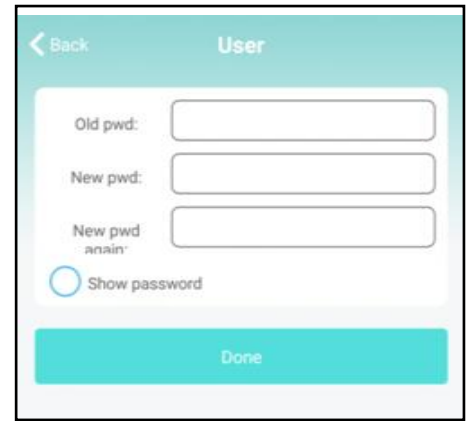 Back
User
Old pwd:
New pwd:
New pwd
again:
Show password
Done